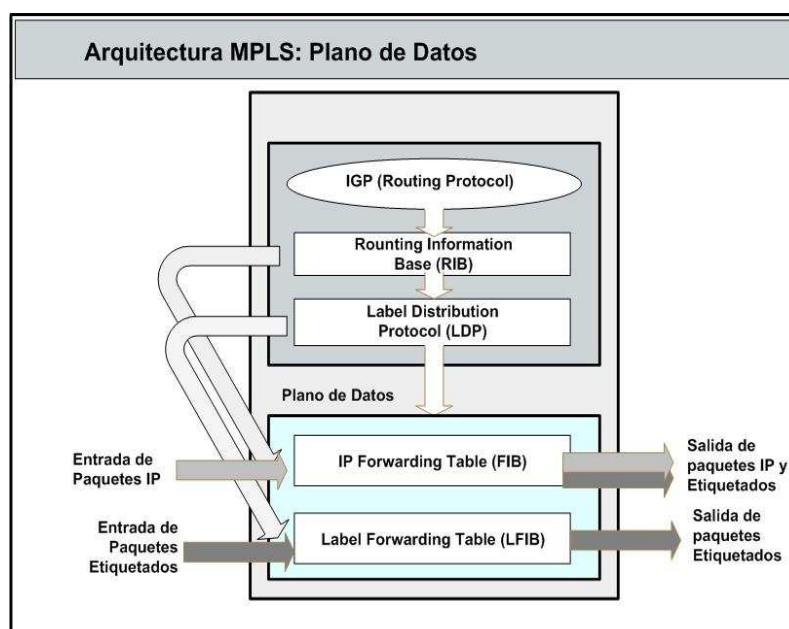 Arquitectura MPLS: Plano de Datos
IGP (Routing Protocol)
Rounting Information
Base (RIB)
Label Distribution
Protocol (LDP)
Plano de Datos
Entrada de
Paquetes IP
IP Forwarding Table (FIB)
Salida de
paquetes IP y
Etiquetados
Entrada de
Paquetes
Etiquetados
Label Forwarding Table (LFIB)
Salida de
paquetes
Etiquetados